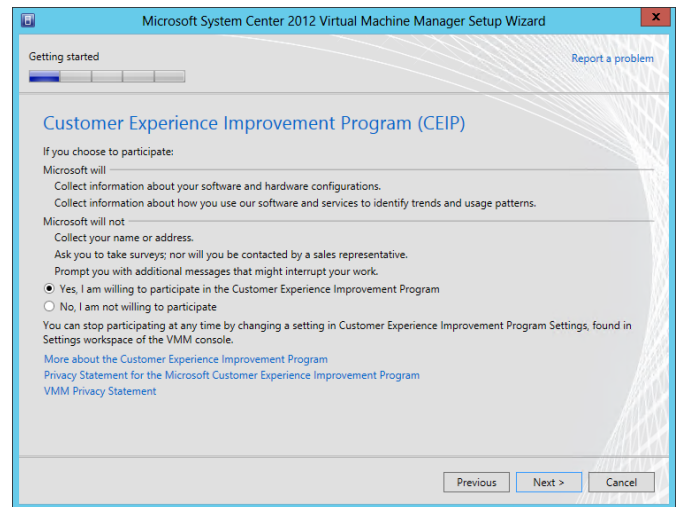 Microsoft System Center 2012 Virtual Machine Manager Setup Wizard
x
Getting started
Report a problem
Customer Experience Improvement Program (CEIP)
If you choose to participate:
Microsoft will
Collect information about your software and hardware configurations.
Collect information about how you use our software and services to identify trends and usage patterns.
Microsoft will not
Collect your name or address.
Ask you to take surveys; nor will you be contacted by a sales representative.
Prompt you with additional messages that might interrupt your work.
Yes, I am willing to participate in the Customer Experience Improvement Program
No, I am not willing to participate
You can stop participating at any time by changing a setting in Customer Experience Improvement Program Settings, found in
Settings workspace of the VMM console.
More about the Customer Experience Improvement Program
Privacy Statement for the Microsoft Customer Experience Improvement Program
VMM Privacy Statement
Previous
Next >
Cancel